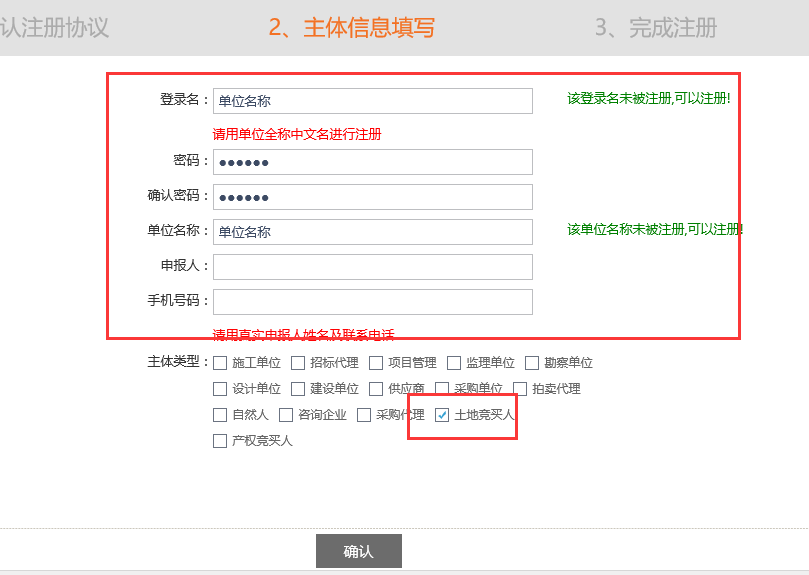 认注册协议 2、主体信息填写 3、完成注册
登录名： 单位名称 该登录名未被注册,可以注册!
请用单位全称中文名进行注册
密码： ●●●●●●
确认密码： ●●●●●●
单位名称： 单位名称 该单位名称未被注册,可以注册!
申报人：
手机号码：
请用真实申报人姓名及联系电话
主体类型： 施工单位 招标代理 项目管理 监理单位 勘察单位
设计单位 建设单位 供应商 采购单位 拍卖代理
自然人 咨询企业 采购代理 土地竞买人
产权竞买人
确认